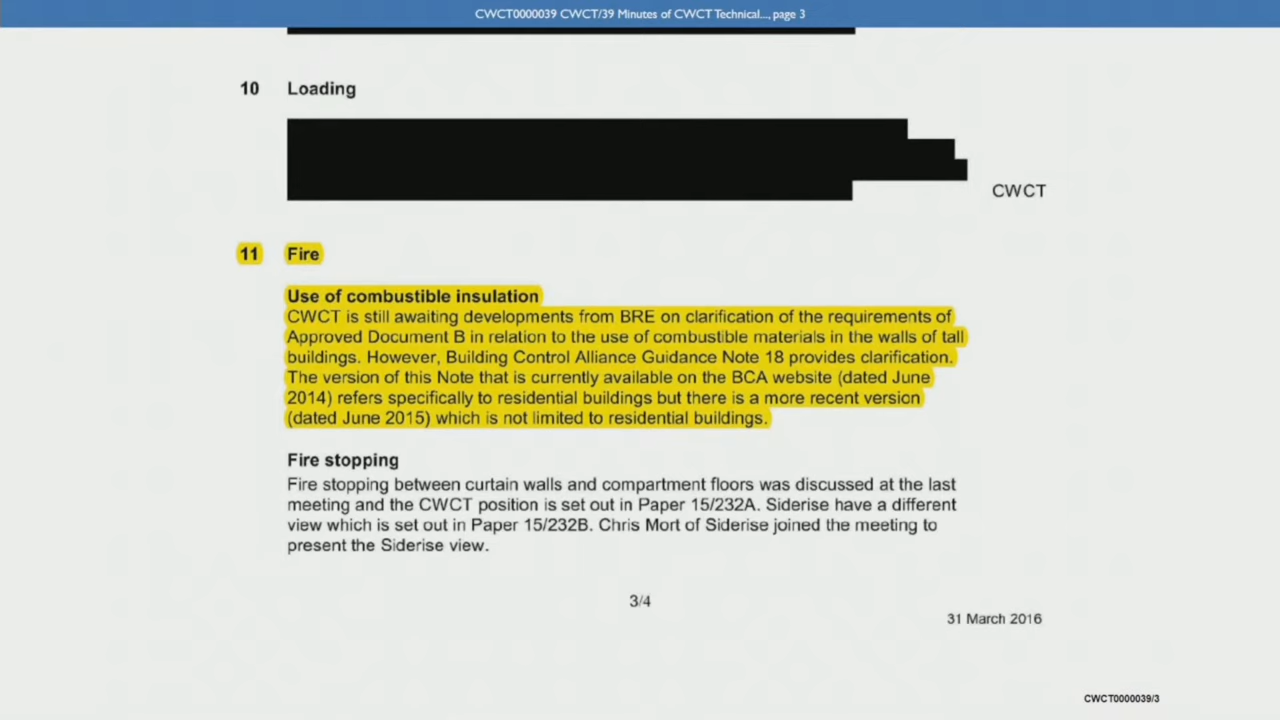 CWCT0000039 CWCT/39 Minutes of CWCT Technical..., page 3
10 Loading
CWCT
11 Fire
Use of combustible insulation
CWCT is still awaiting developments from BRE on clarification of the requirements of
Approved Document B in relation to the use of combustible materials in the walls of tall
buildings. However, Building Control Alliance Guidance Note 18 provides clarification.
The version of this Note that is currently available on the BCA website (dated June
2014) refers specifically to residential buildings but there is a more recent version
(dated June 2015) which is not limited to residential buildings.
Fire stopping
Fire stopping between curtain walls and compartment floors was discussed at the last
meeting and the CWCT position is set out in Paper 15/232A. Siderise have a different
view which is set out in Paper 15/232B. Chris Mort of Siderise joined the meeting to
present the Siderise view.
3/4
31 March 2016
CWCT0000039/3